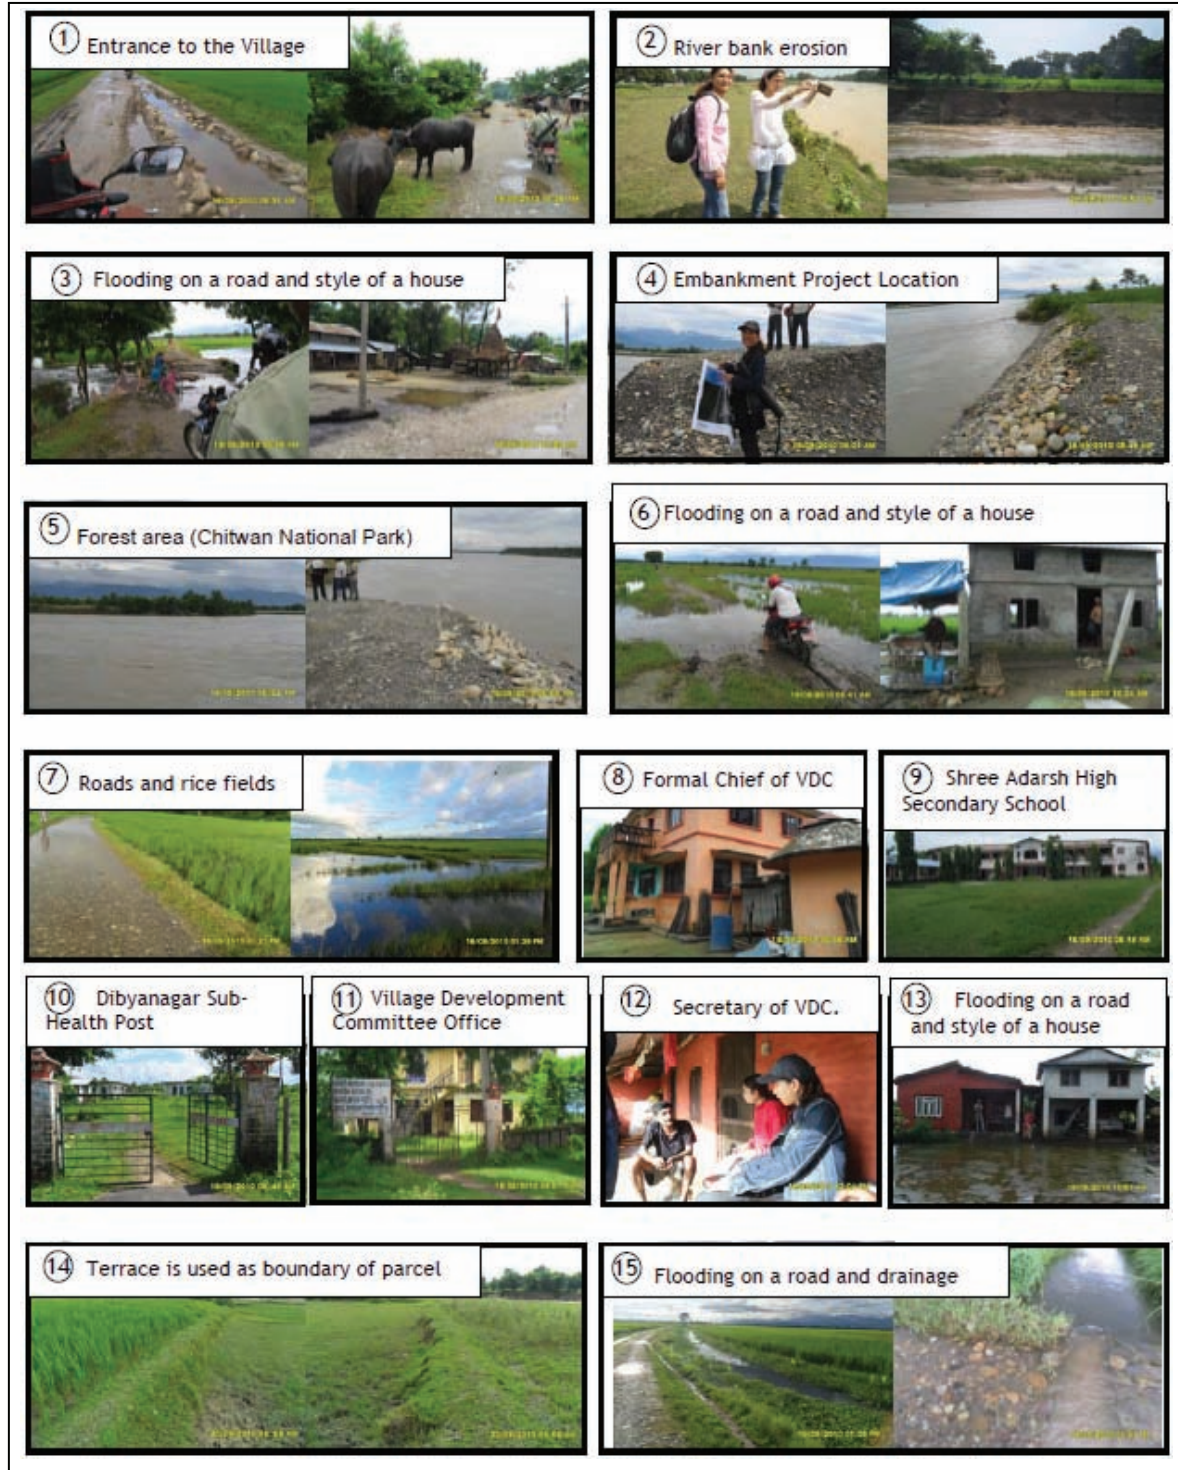 1 Entrance to the Village
2 River bank erosion
3 Flooding on a road and style of a house
4 Embankment Project Location
5 Forest area (Chitwan National Park)
6 Flooding on a road and style of a house
7 Roads and rice fields
8 Formal Chief of VDC
9 Shree Adarsh High
Secondary School
10 Dibyanagar Sub-
Health Post
11 Village Development
Committee Office
12 Secretary of VDC.
13 Flooding on a road
and style of a house
14 Terrace is used as boundary of parcel
15 Flooding on a road and drainage